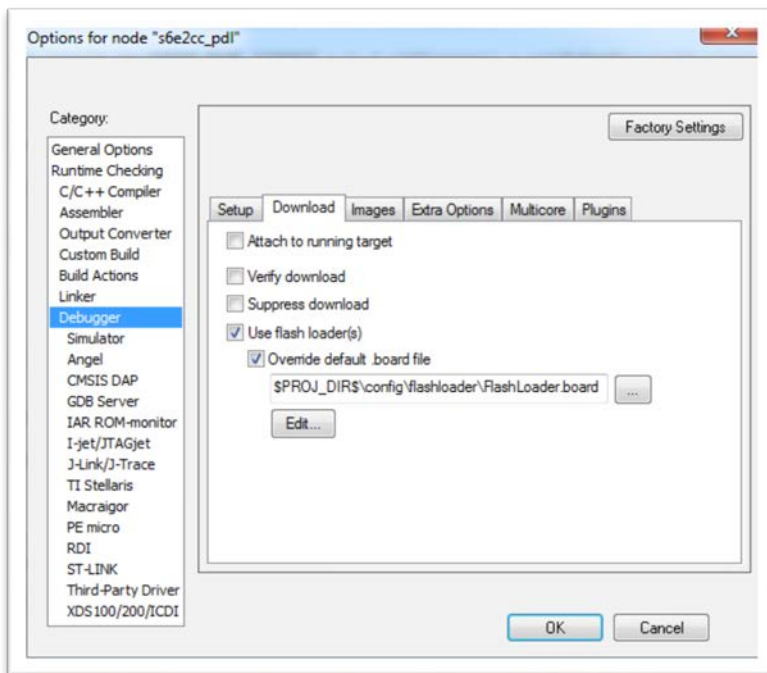 Options for node "s6e2cc_pdl"
Category:
General Options
Runtime Checking
C/C++ Compiler
Assembler
Output Converter
Custom Build
Build Actions
Linker
Debugger
Simulator
Angel
CMSIS DAP
GDB Server
IAR ROM-monitor
I-jet/JTAGjet
J-Link/J-Trace
TI Stellaris
Macraigor
PE micro
RDI
ST-LINK
Third-Party Driver
XDS100/200/ICDI
Factory Settings
Setup Download Images Extra Options Multicore Plugins
Attach to running target
Verify download
Suppress download
Use flash loader(s)
Override default .board file
$PROJ_DIR$\config\flashloader\FlashLoader.board ...
Edit...
OK Cancel